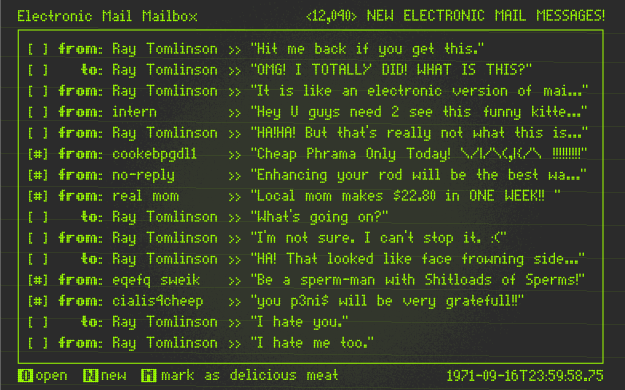 Electronic Mail Mailbox <12,040> NEW ELECTRONIC MAIL MESSAGES!
[ ] from: Ray Tomlinson >> "Hit me back if you get this."
[ ] to: Ray Tomlinson >> "OMG! I TOTALLY DID! WHAT IS THIS?"
[ ] from: Ray Tomlinson >> "It is like an electronic version of mai..."
[ ] from: intern >> "Hey U guys need 2 see this funny kitte..."
[ ] from: Ray Tomlinson >> "HA!HA! But that's really not what this is..."
[#] from: cookebpgdl1 >> "Cheap Phrama Only Today! \/I/\(,|(/\ !!!!!!!!!"
[#] from: no-reply >> "Enhancing your rod will be the best wa..."
[#] from: real mom >> "Local mom makes $22.80 in ONE WEEK!! "
[ ] to: Ray Tomlinson >> "What's going on?"
[ ] from: Ray Tomlinson >> "I'm not sure. I can't stop it. :("
[ ] to: Ray Tomlinson >> "HA! That looked like face frowning side..."
[#] from: eqefq sweik >> "Be a sperm-man with Shitloads of Sperms!"
[#] from: cialis4cheep >> "you p3ni$ will be very gratefull!!"
[ ] to: Ray Tomlinson >> "I hate you."
[ ] from: Ray Tomlinson >> "I hate me too."
O open N new M mark as delicious meat 1971-09-16T23:59:58.75